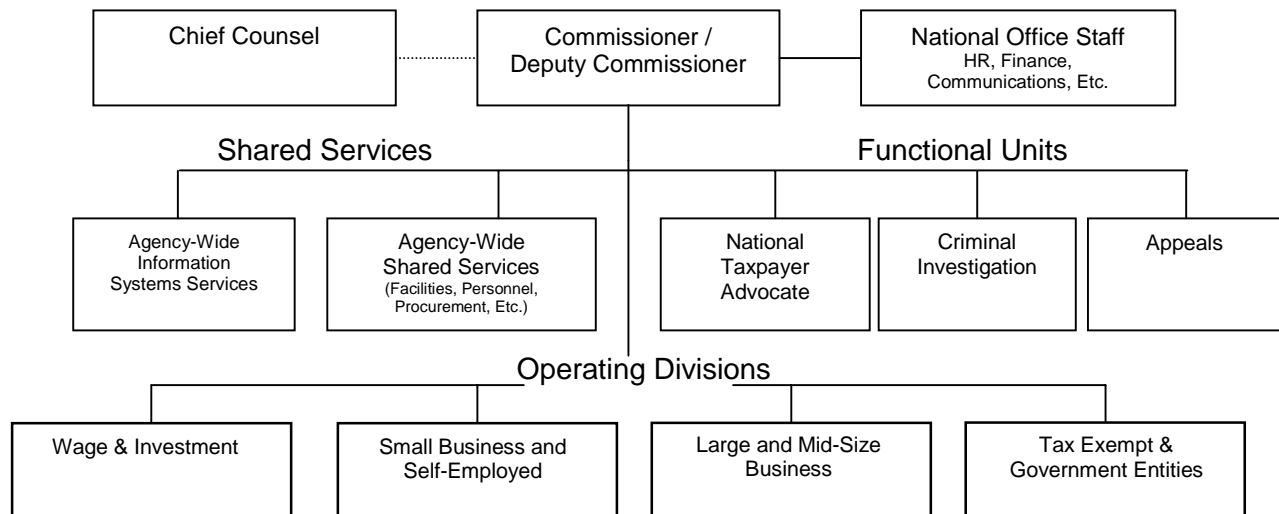 Chief Counsel
Commissioner /
Deputy Commissioner
National Office Staff
HR, Finance,
Communications, Etc.
Shared Services
Functional Units
Agency-Wide
Information
Systems Services
Agency-Wide
Shared Services
(Facilities, Personnel,
Procurement, Etc.)
National
Taxpayer
Advocate
Criminal
Investigation
Appeals
Operating Divisions
Wage & Investment
Small Business and
Self-Employed
Large and Mid-Size
Business
Tax Exempt &
Government Entities